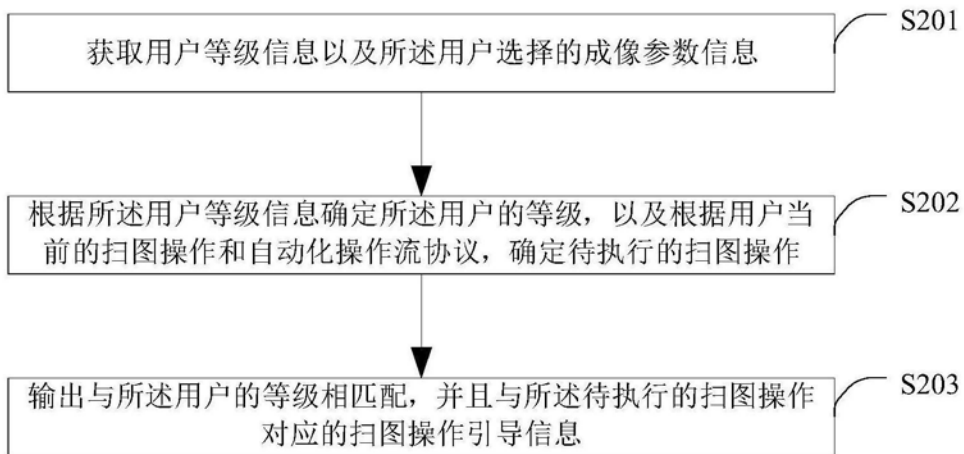 获取用户等级信息以及所述用户选择的成像参数信息
S201
根据所述用户等级信息确定所述用户的等级，以及根据用户当
前的扫图操作和自动化操作流协议，确定待执行的扫图操作
S202
输出与所述用户的等级相匹配，并且与所述待执行的扫图操作
对应的扫图操作引导信息
S203